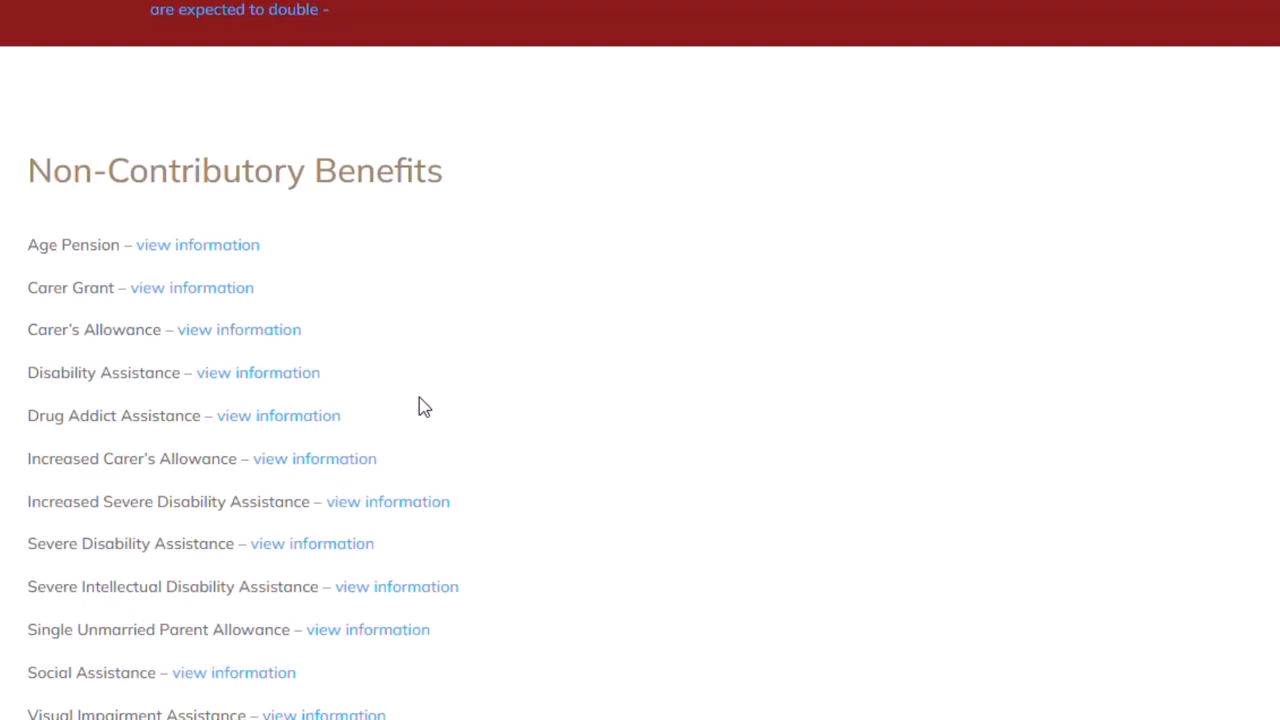 are expected to double -
Non-Contributory Benefits
Age Pension – view information
Carer Grant – view information
Carer's Allowance – view information
Disability Assistance – view information
Drug Addict Assistance – view information
Increased Carer's Allowance – view information
Increased Severe Disability Assistance – view information
Severe Disability Assistance – view information
Severe Intellectual Disability Assistance – view information
Single Unmarried Parent Allowance – view information
Social Assistance – view information
Visual Impairment Assistance – view information